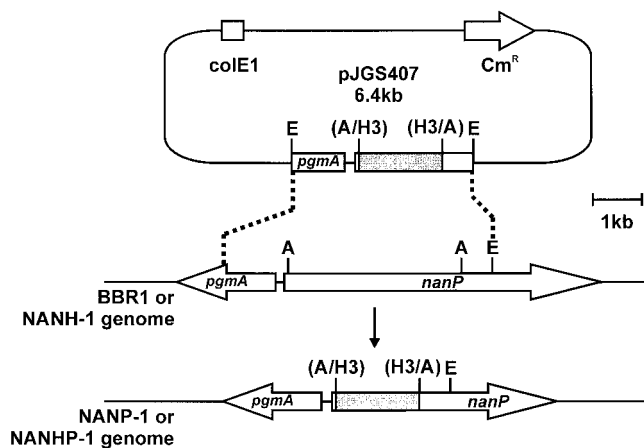 colE1
Cm^R
pJGS407
6.4kb
E (A/H3) (H3/A) E
pgmA
1kb
A A E
pgmA nanP
BBR1 or
NANH-1 genome
(A/H3) (H3/A) E
pgmA nanP
NANP-1 or
NANHP-1 genome